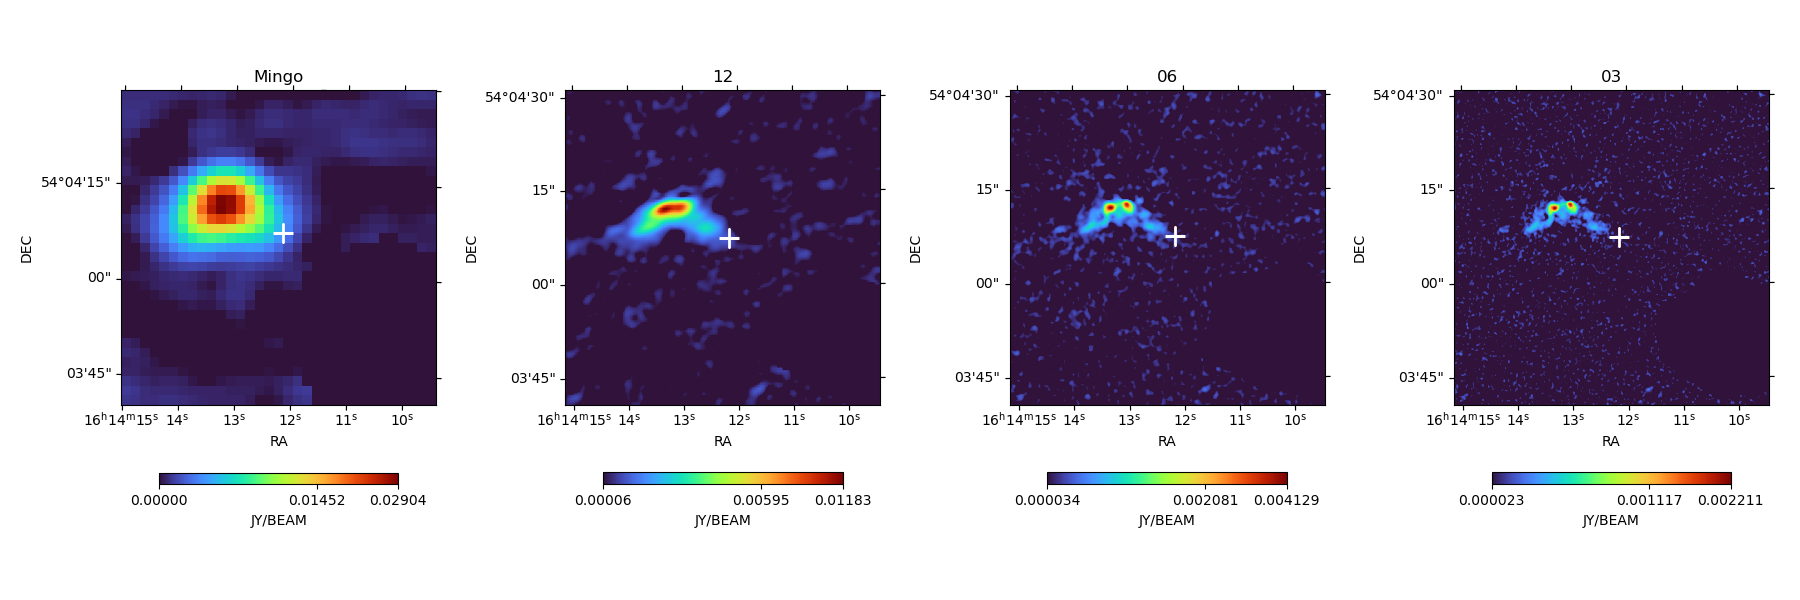 Mingo
54°04'15"
00"
03'45"
DEC
16ʰ14ᵐ15ˢ 14ˢ 13ˢ 12ˢ 11ˢ 10ˢ
RA
0.00000 0.01452 0.02904
JY/BEAM
12
54°04'30"
15"
00"
03'45"
DEC
16ʰ14ᵐ15ˢ 14ˢ 13ˢ 12ˢ 11ˢ 10ˢ
RA
0.00006 0.00595 0.01183
JY/BEAM
06
54°04'30"
15"
00"
03'45"
DEC
16ʰ14ᵐ15ˢ 14ˢ 13ˢ 12ˢ 11ˢ 10ˢ
RA
0.000034 0.002081 0.004129
JY/BEAM
03
54°04'30"
15"
00"
03'45"
DEC
16ʰ14ᵐ15ˢ 14ˢ 13ˢ 12ˢ 11ˢ 10ˢ
RA
0.000023 0.001117 0.002211
JY/BEAM